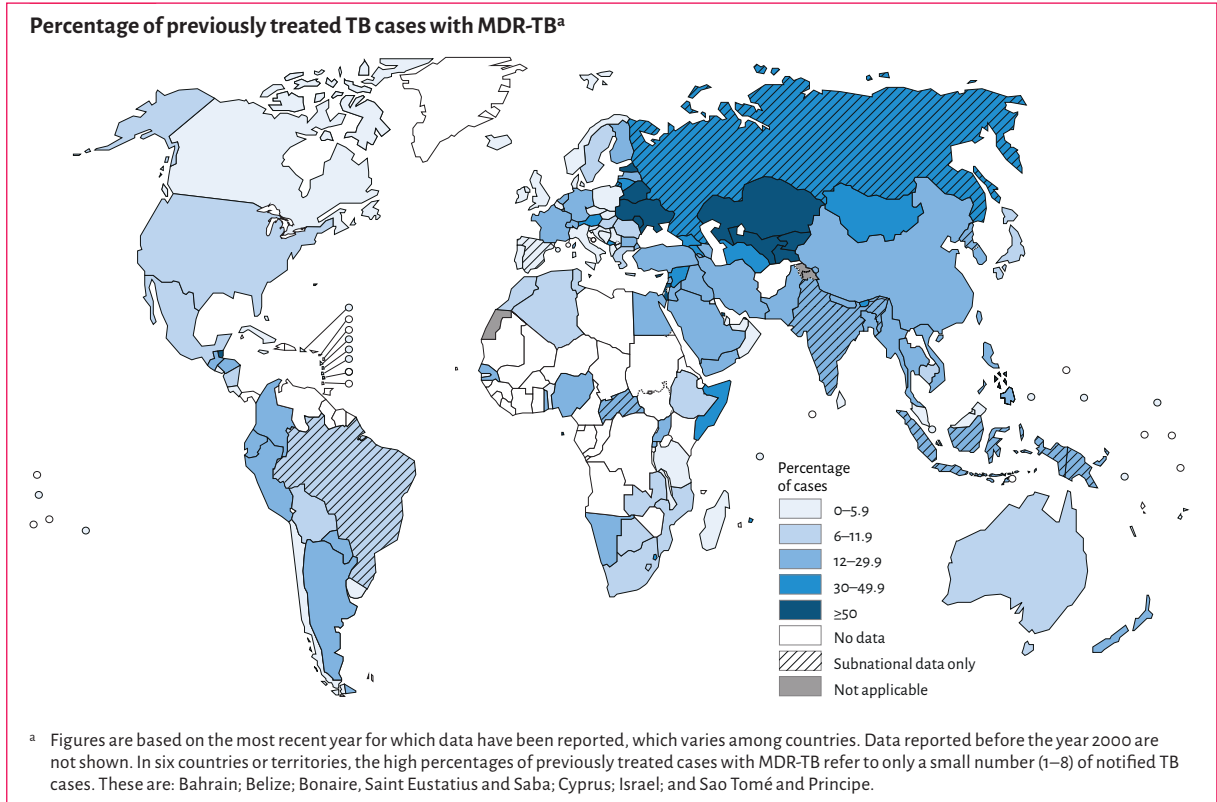 Percentage of previously treated TB cases with MDR-TBa
Percentage
of cases
0–5.9
6–11.9
12–29.9
30–49.9
≥50
No data
Subnational data only
Not applicable
a Figures are based on the most recent year for which data have been reported, which varies among countries. Data reported before the year 2000 are
not shown. In six countries or territories, the high percentages of previously treated cases with MDR-TB refer to only a small number (1–8) of notified TB
cases. These are: Bahrain; Belize; Bonaire, Saint Eustatius and Saba; Cyprus; Israel; and Sao Tomé and Principe.